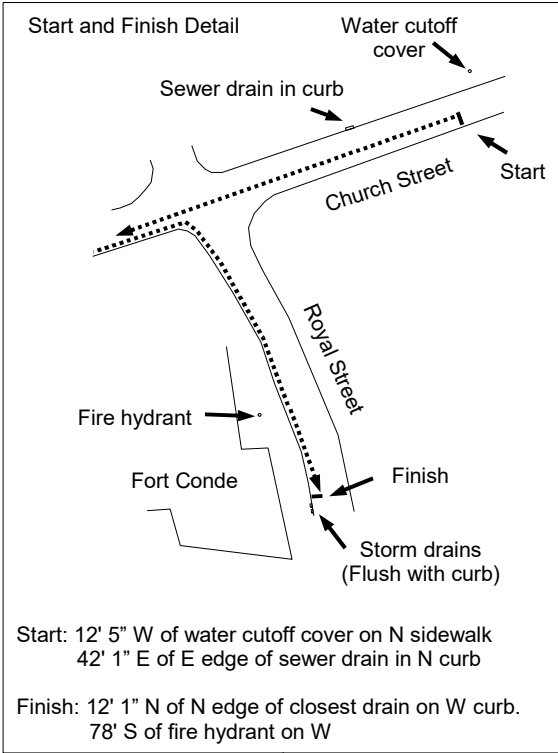 Start and Finish Detail
Water cutoff
cover
Sewer drain in curb
Start
Church Street
Royal Street
Fire hydrant
Fort Conde
Finish
Storm drains
(Flush with curb)
Start: 12' 5” W of water cutoff cover on N sidewalk
42' 1” E of E edge of sewer drain in N curb
Finish: 12' 1” N of N edge of closest drain on W curb.
78' S of fire hydrant on W